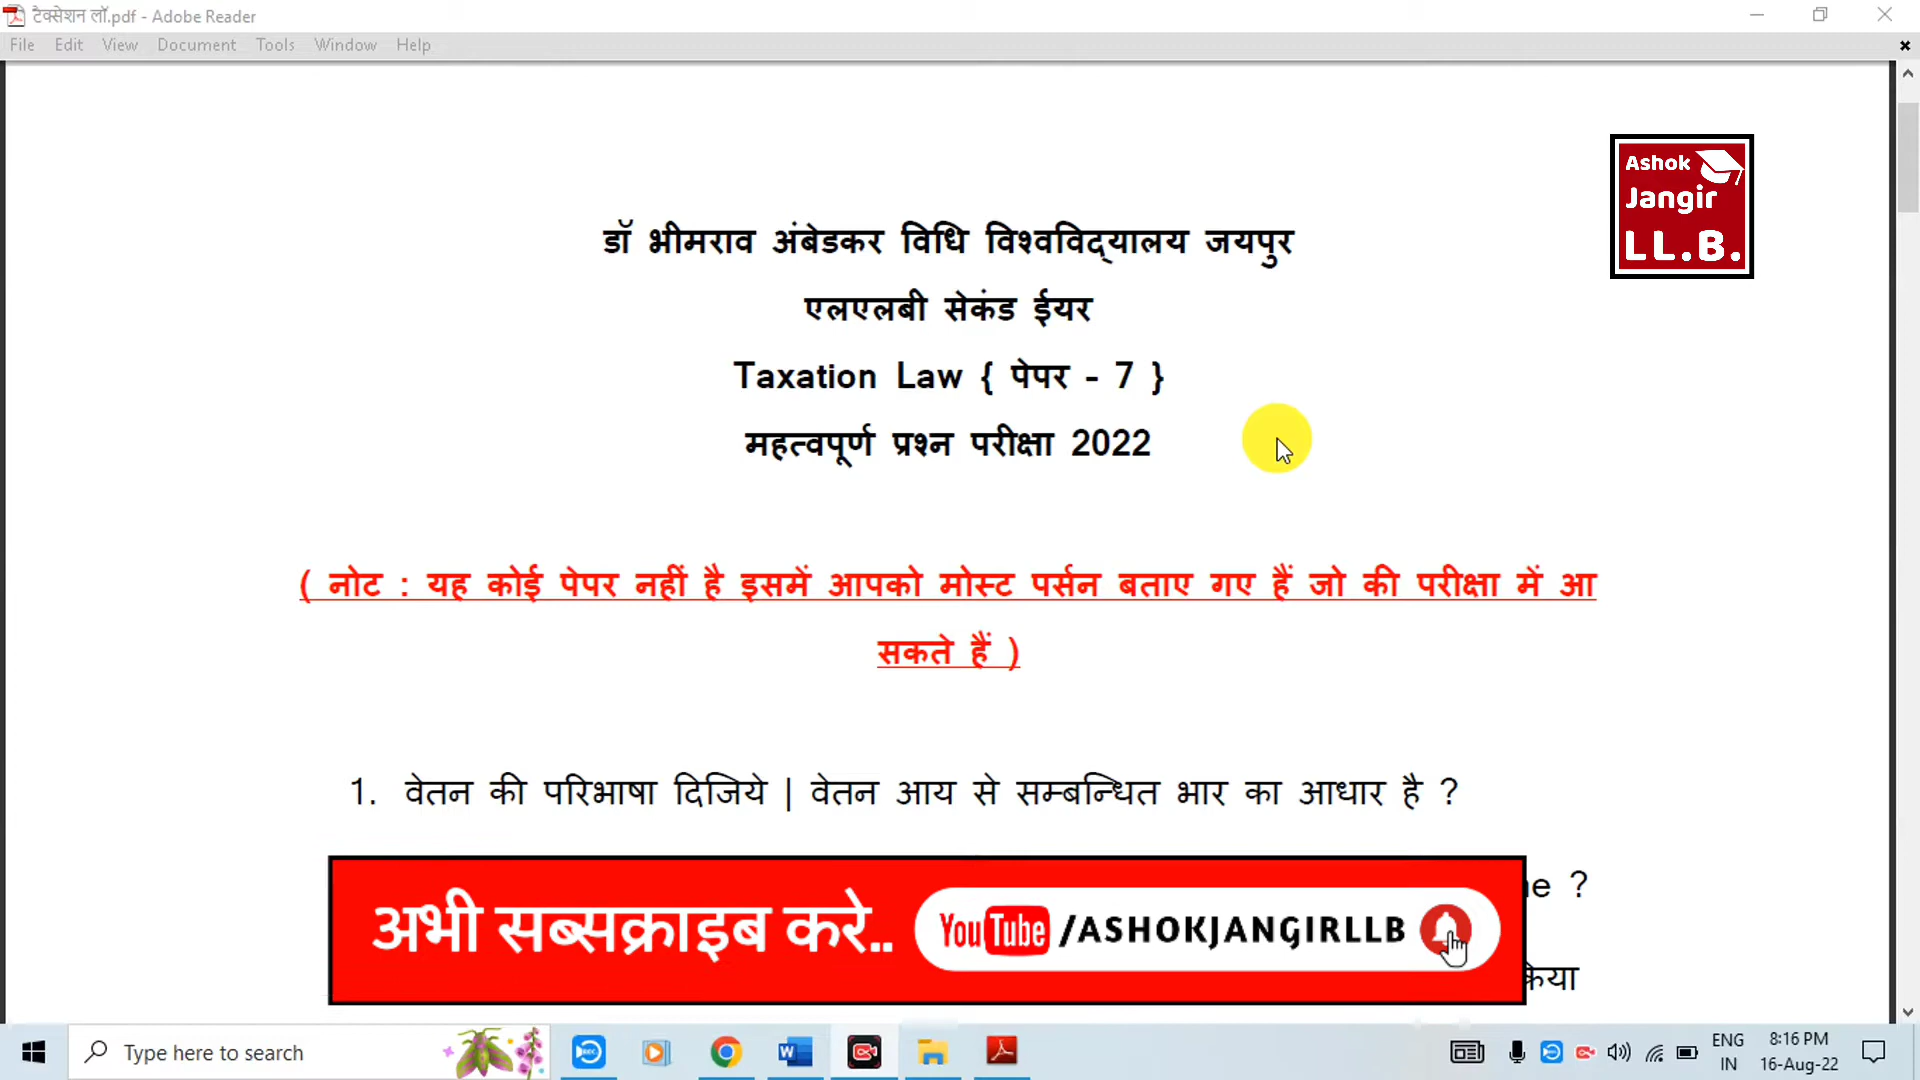 टैक्सेशन लॉ.pdf - Adobe Reader
File Edit View Document Tools Window Help
Ashok
Jangir
LL.B.
डॉ भीमराव अंबेडकर विधि विश्वविद्यालय जयपुर
एलएलबी सेकंड ईयर
Taxation Law { पेपर - 7 }
महत्वपूर्ण प्रश्न परीक्षा 2022
( नोट : यह कोई पेपर नहीं है इसमें आपको मोस्ट पर्सन बताए गए हैं जो की परीक्षा में आ
सकते हैं )
1. वेतन की परिभाषा दिजिये | वेतन आय से सम्बन्धित भार का आधार है ?
?
अभी सब्सक्राइब करे.. YouTube /ASHOKJANGIRLLB
Type here to search
ENG
IN
8:16 PM
16-Aug-22